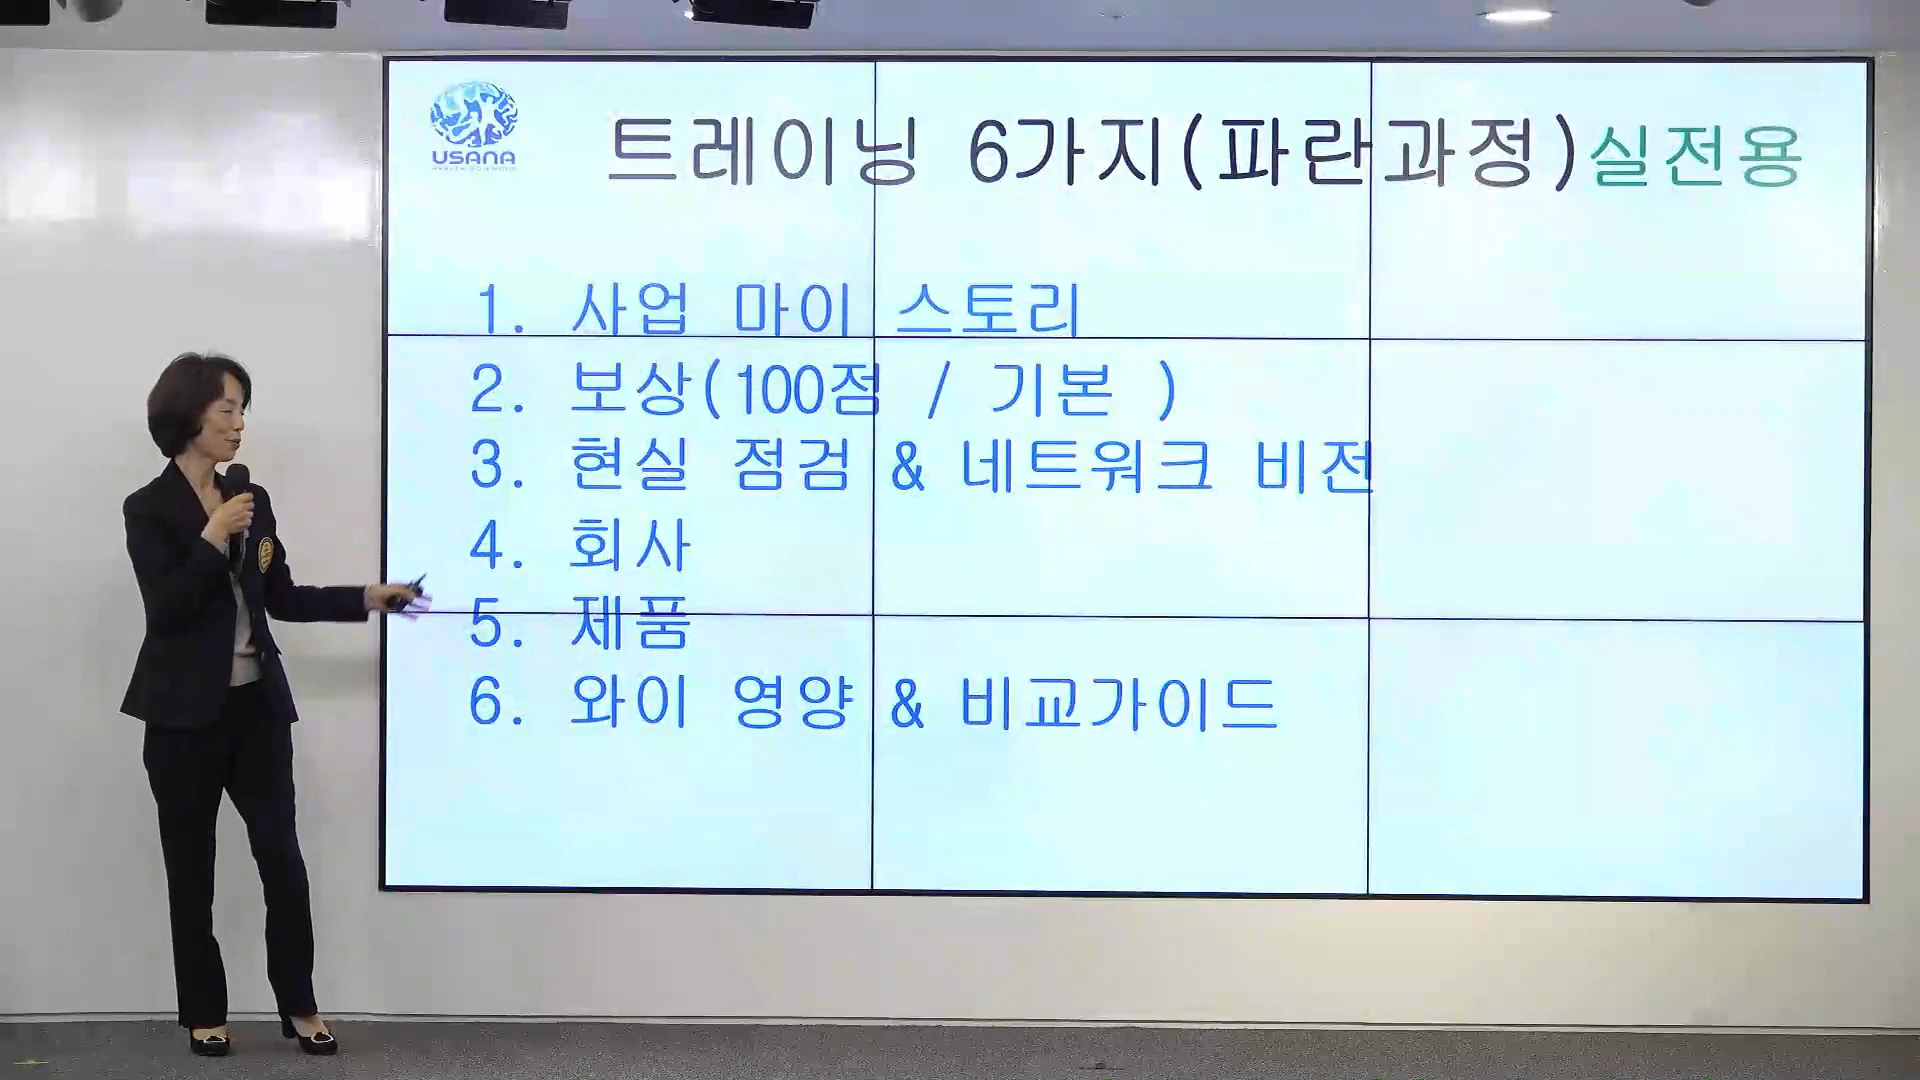 USANA
트레이닝 6가지(파란과정)실전용
1. 사업 마이 스토리
2. 보상(100점 / 기본 )
3. 현실 점검 & 네트워크 비전
4. 회사
5. 제품
6. 와이 영양 & 비교가이드